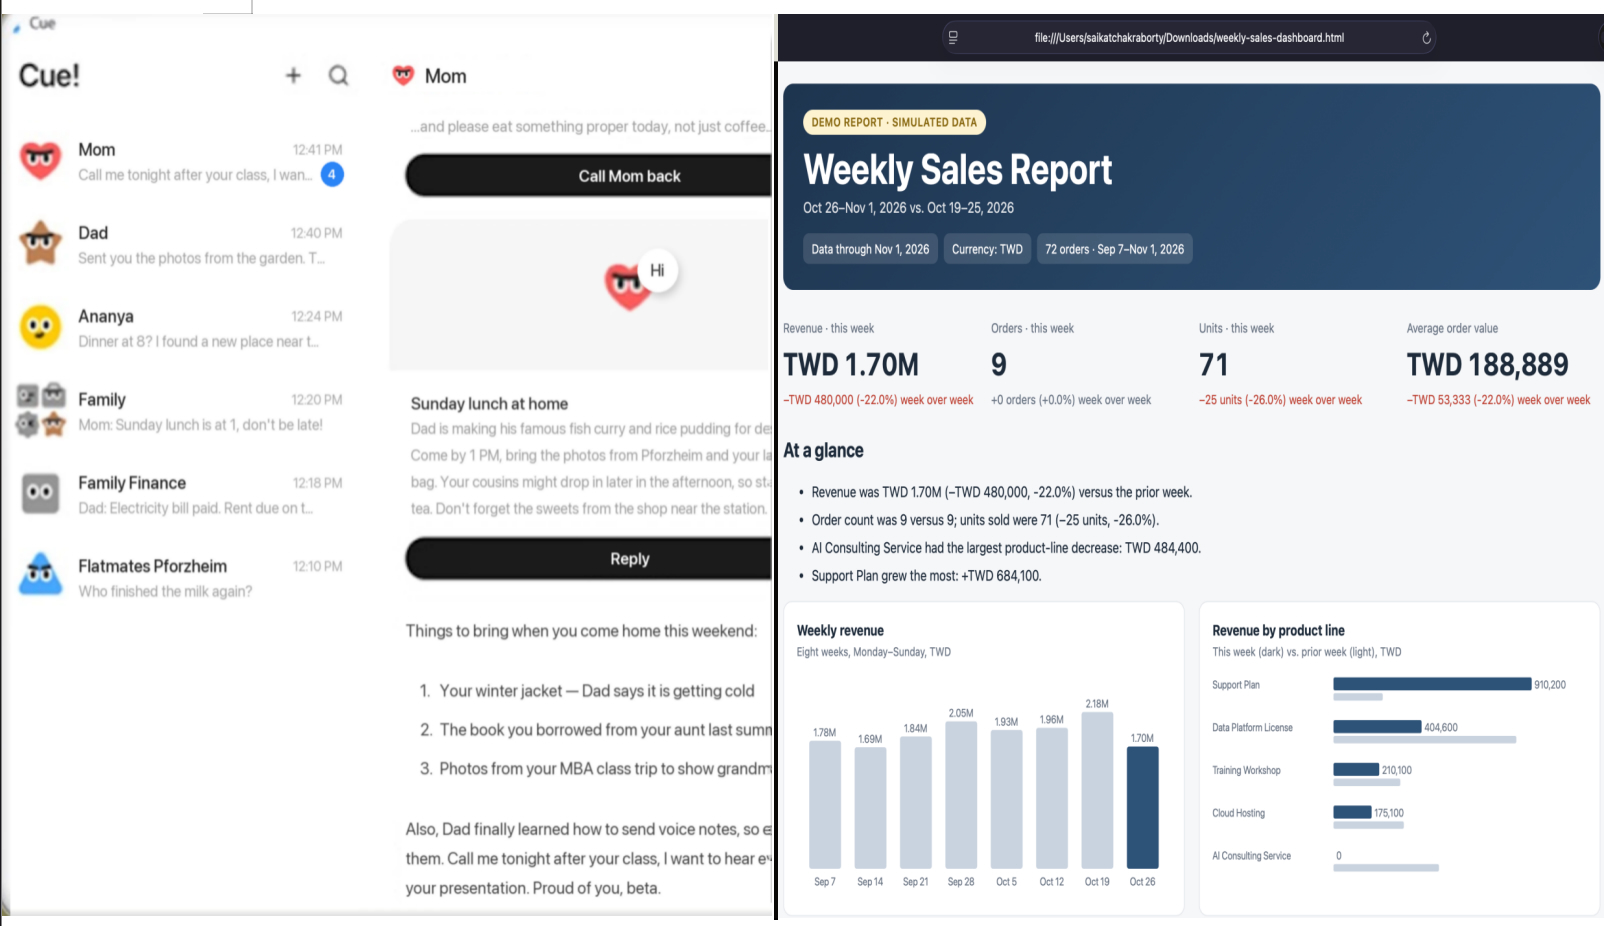 Cue
Cue!
Mom
12:41 PM
Call me tonight after your class, I wan...
4
Dad
12:40 PM
Sent you the photos from the garden. T...
Ananya
12:24 PM
Dinner at 8? I found a new place near t...
Family
12:20 PM
Mom: Sunday lunch is at 1, don't be late!
Family Finance
12:18 PM
Dad: Electricity bill paid. Rent due on t...
Flatmates Pforzheim
12:10 PM
Who finished the milk again?
Mom
...and please eat something proper today, not just coffee...
Call Mom back
Hi
Sunday lunch at home
Dad is making his famous fish curry and rice pudding for
Come by 1 PM, bring the photos from Pforzheim and your
bag. Your cousins might drop in later in the afternoon, so
tea. Don't forget the sweets from the shop near the station.
Reply
Things to bring when you come home this weekend:
1. Your winter jacket — Dad says it is getting cold
2. The book you borrowed from your aunt last
3. Photos from your MBA class trip to show
Also, Dad finally learned how to send voice notes, so
them. Call me tonight after your class, I want to hear
your presentation. Proud of you, beta.
file:///Users/saikatchakraborty/Downloads/weekly-sales-dashboard.html
DEMO REPORT · SIMULATED DATA
Weekly Sales Report
Oct 26–Nov 1, 2026 vs. Oct 19–25, 2026
Data through Nov 1, 2026
Currency: TWD
72 orders · Sep 7–Nov 1, 2026
Revenue · this week
TWD 1.70M
–TWD 480,000 (-22.0%) week over week
Orders · this week
9
+0 orders (+0.0%) week over week
Units · this week
71
–25 units (-26.0%) week over week
Average order value
TWD 188,889
–TWD 53,333 (-22.0%) week over week
At a glance
• Revenue was TWD 1.70M (–TWD 480,000, -22.0%) versus the prior week.
• Order count was 9 versus 9; units sold were 71 (–25 units, -26.0%).
• AI Consulting Service had the largest product-line decrease: TWD 484,400.
• Support Plan grew the most: +TWD 684,100.
Weekly revenue
Eight weeks, Monday–Sunday, TWD
1.78M
1.69M
1.84M
2.05M
1.93M
1.96M
2.18M
1.70M
Sep 7
Sep 14
Sep 21
Sep 28
Oct 5
Oct 12
Oct 19
Oct 26
Revenue by product line
This week (dark) vs. prior week (light), TWD
Support Plan
910,200
Data Platform License
404,600
Training Workshop
210,100
Cloud Hosting
175,100
AI Consulting Service
0